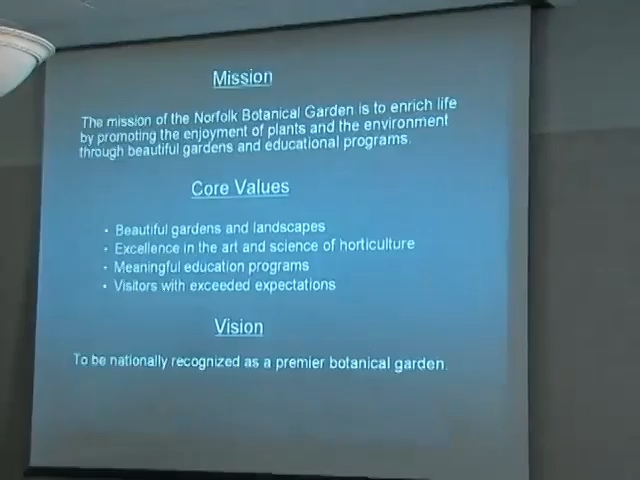 Mission
The mission of the Norfolk Botanical Garden is to enrich life
by promoting the enjoyment of plants and the environment
through beautiful gardens and educational programs.
Core Values
• Beautiful gardens and landscapes
• Excellence in the art and science of horticulture
• Meaningful education programs
• Visitors with exceeded expectations
Vision
To be nationally recognized as a premier botanical garden.